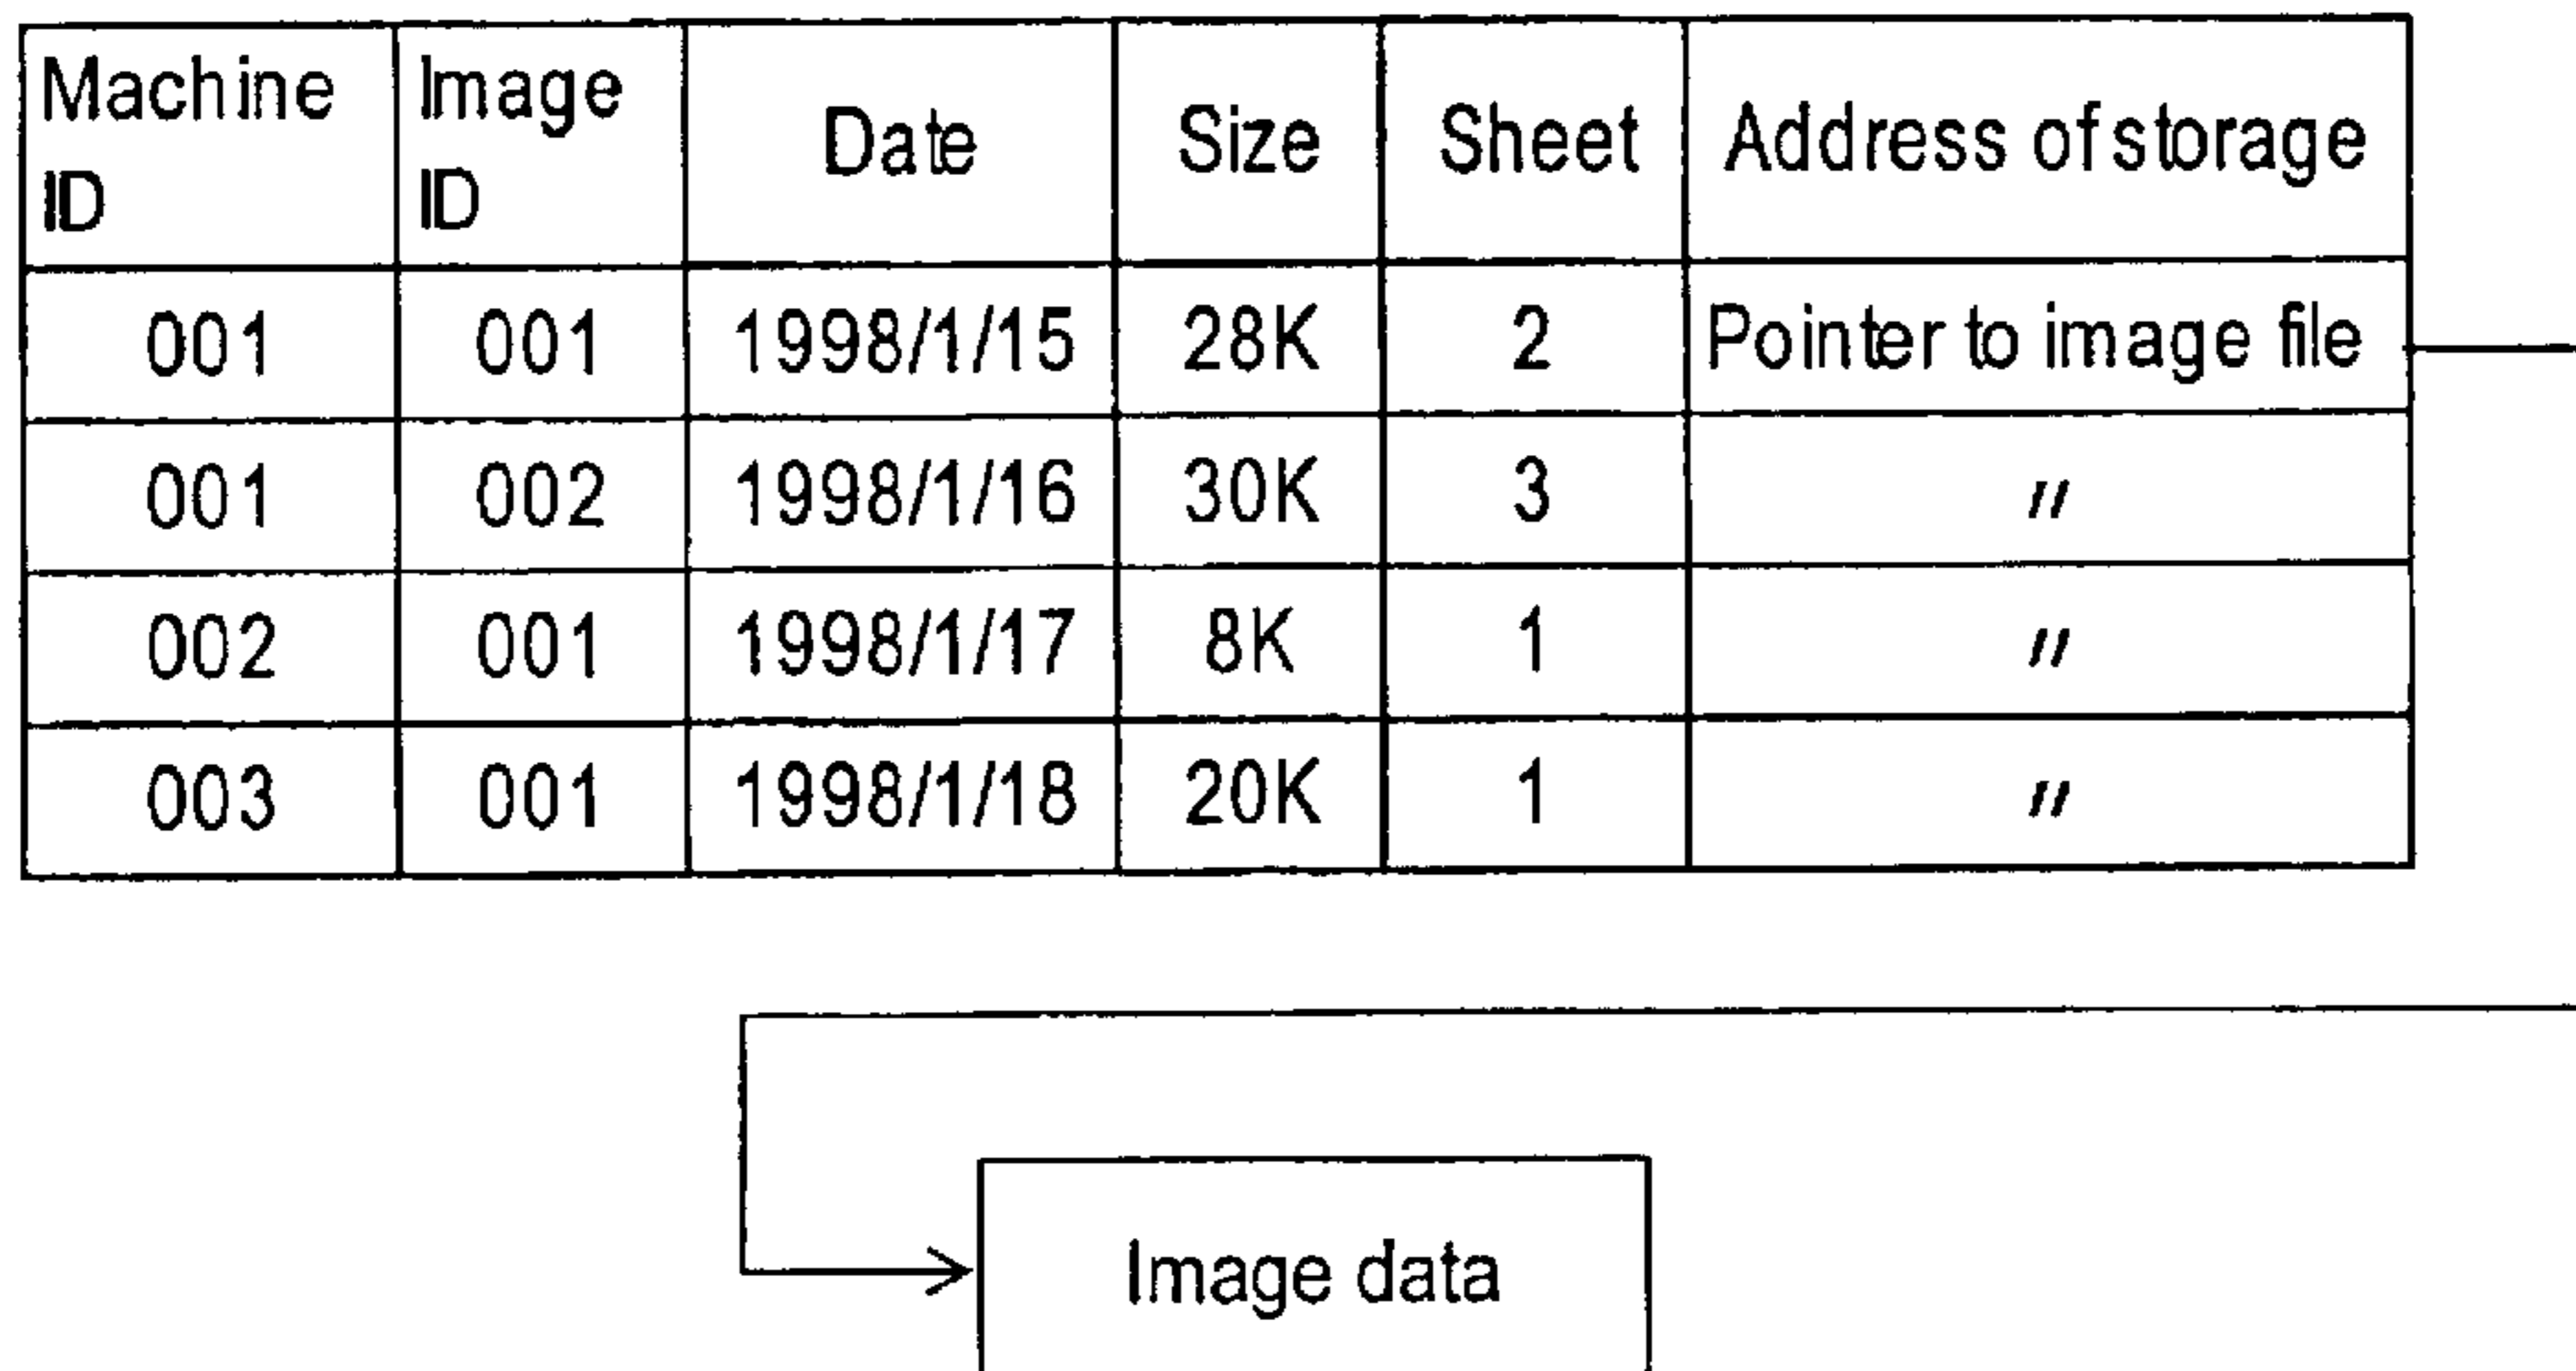 Machine ID Image ID Date Size Sheet Address of storage
001 001 1998/1/15 28K 2 Pointer to image file
001 002 1998/1/16 30K 3 〃
002 001 1998/1/17 8K 1 〃
003 001 1998/1/18 20K 1 〃
Image data